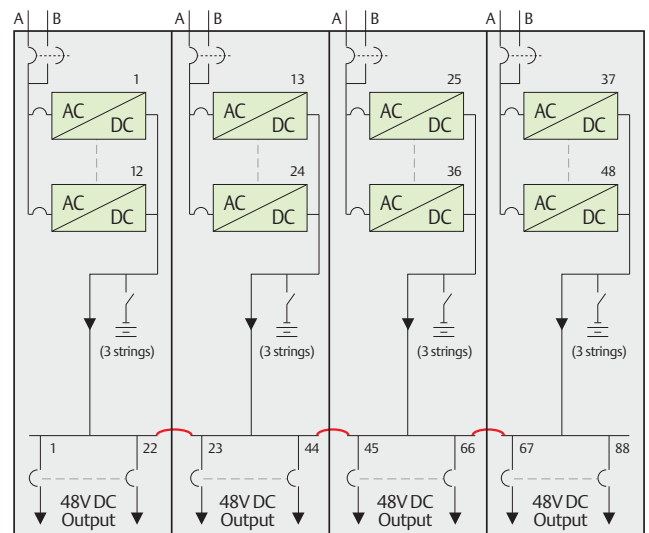 A B A B A B A B
1 13 25 37
AC AC AC AC
DC DC DC DC
12 24 36 48
AC AC AC AC
DC DC DC DC
(3 strings) (3 strings) (3 strings) (3 strings)
1 22 23 44 45 66 67 88
48V DC 48V DC 48V DC 48V DC
Output Output Output Output